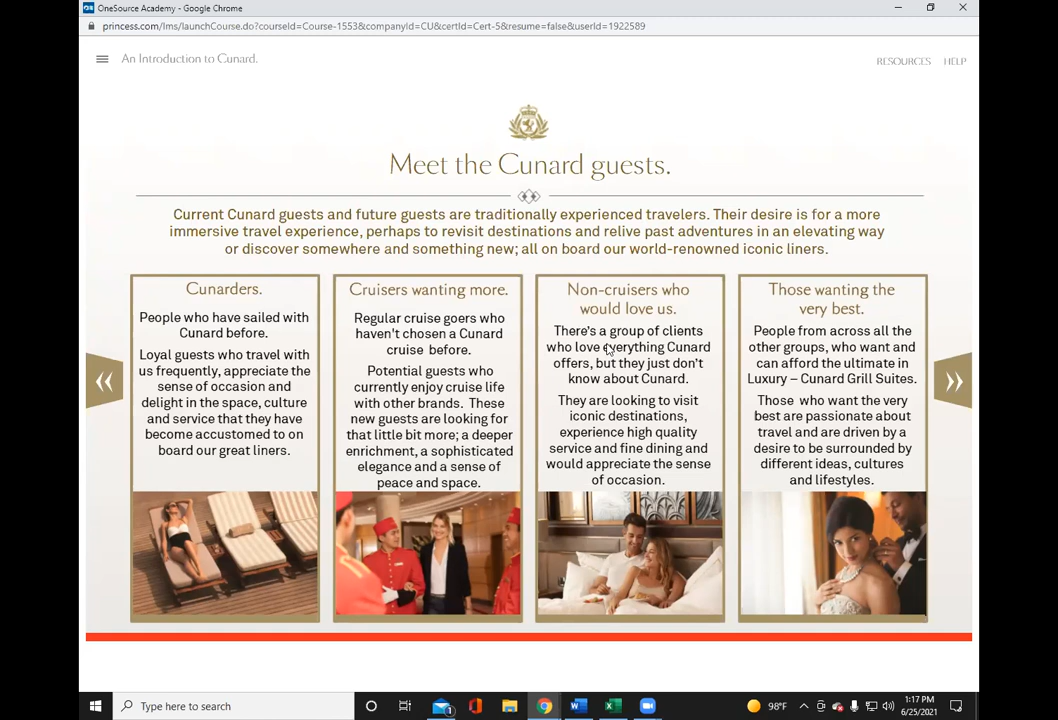 OneSource Academy - Google Chrome
princess.com/lms/launchCourse.do?courseId=Course-1553&companyId=CU&certId=Cert-5&resume=false&userId=1922589
An Introduction to Cunard.
RESOURCES HELP
Meet the Cunard guests.
Current Cunard guests and future guests are traditionally experienced travelers. Their desire is for a more
immersive travel experience, perhaps to revisit destinations and relive past adventures in an elevating way
or discover somewhere and something new; all on board our world-renowned iconic liners.
Cunarders.
People who have sailed with
Cunard before.
Loyal guests who travel with
us frequently, appreciate the
sense of occasion and
delight in the space, culture
and service that they have
become accustomed to on
board our great liners.
Cruisers wanting more.
Regular cruise goers who
haven't chosen a Cunard
cruise before.
Potential guests who
currently enjoy cruise life
with other brands. These
new guests are looking for
that little bit more; a deeper
enrichment, a sophisticated
elegance and a sense of
peace and space.
Non-cruisers who
would love us.
There's a group of clients
who love everything Cunard
offers, but they just don't
know about Cunard.
They are looking to visit
iconic destinations,
experience high quality
service and fine dining and
would appreciate the sense
of occasion.
Those wanting the
very best.
People from across all the
other groups, who want and
can afford the ultimate in
Luxury – Cunard Grill Suites.
Those who want the very
best are passionate about
travel and are driven by a
desire to be surrounded by
different ideas, cultures
and lifestyles.
Type here to search
98°F
1:17 PM
6/25/2021